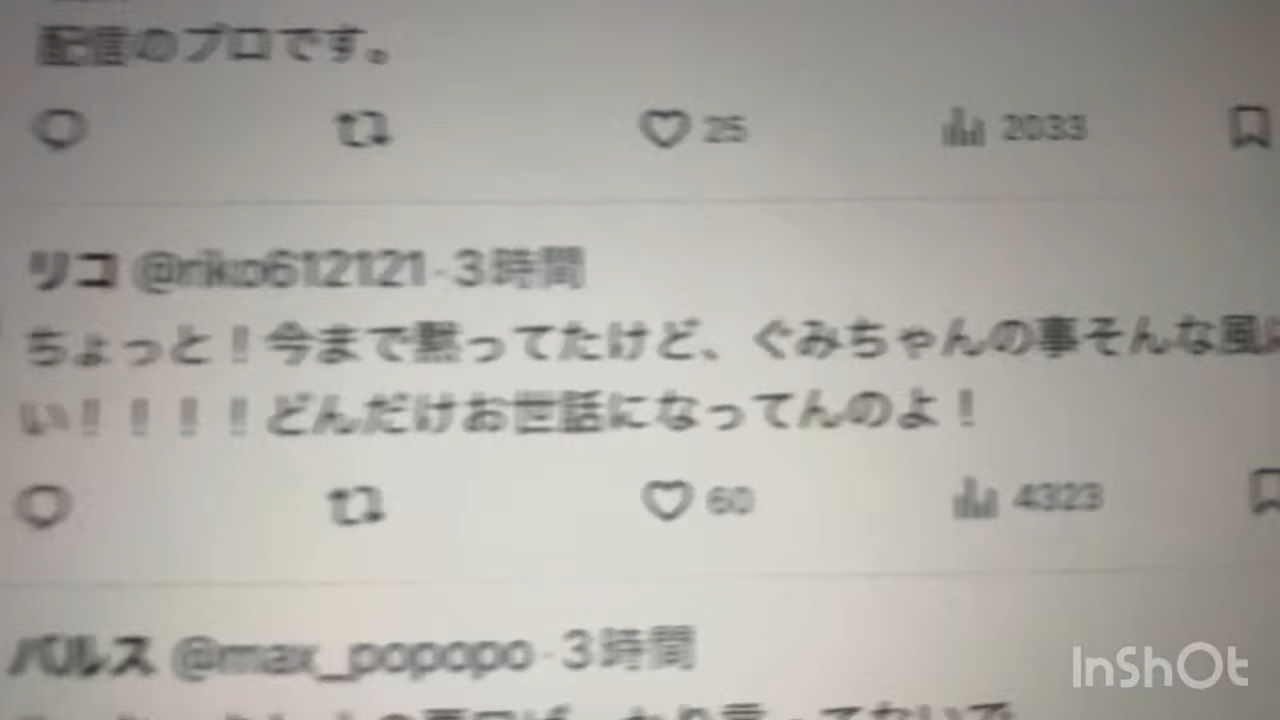 配信のプロです。
25
2033
リコ @riko612121·3時間
ちょっと！今まで黙ってたけど、ぐみちゃんの事そんな風に
い！！！！どんだけお世話になってんのよ！
60
4323
バルス @max_popopo·3時間
InShOt